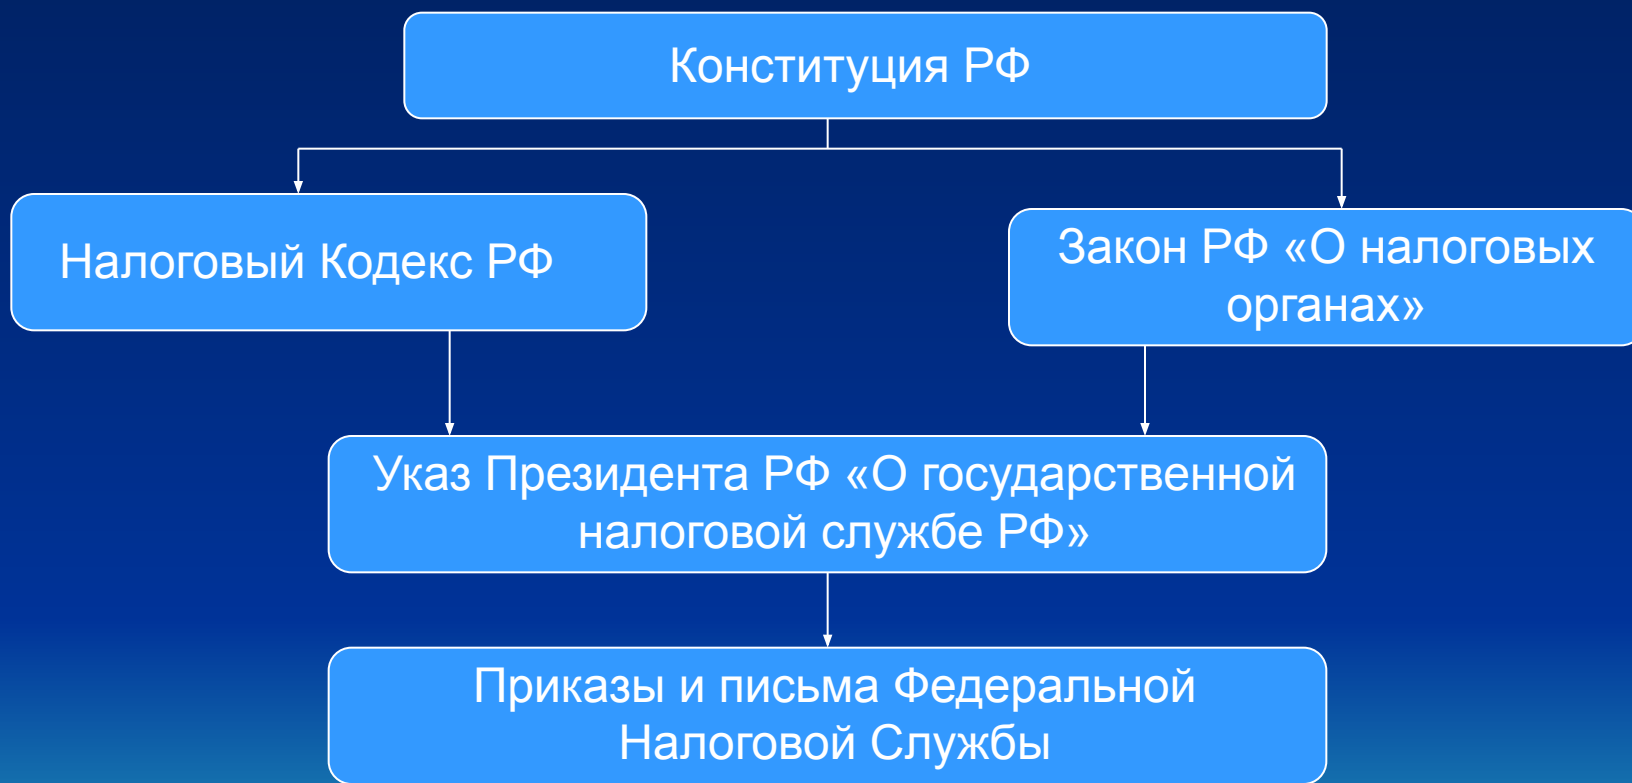 Конституция РФ
Налоговый Кодекс РФ
Закон РФ «О налоговых
органах»
Указ Президента РФ «О государственной
налоговой службе РФ»
Приказы и письма Федеральной
Налоговой Службы